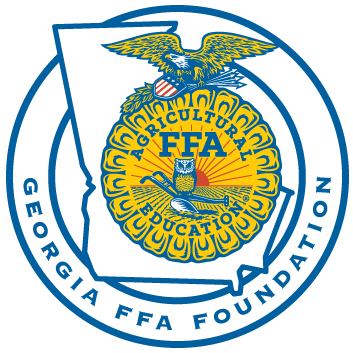 AGRICULTURAL
FFA
EDUCATION®
GEORGIA FFA FOUNDATION